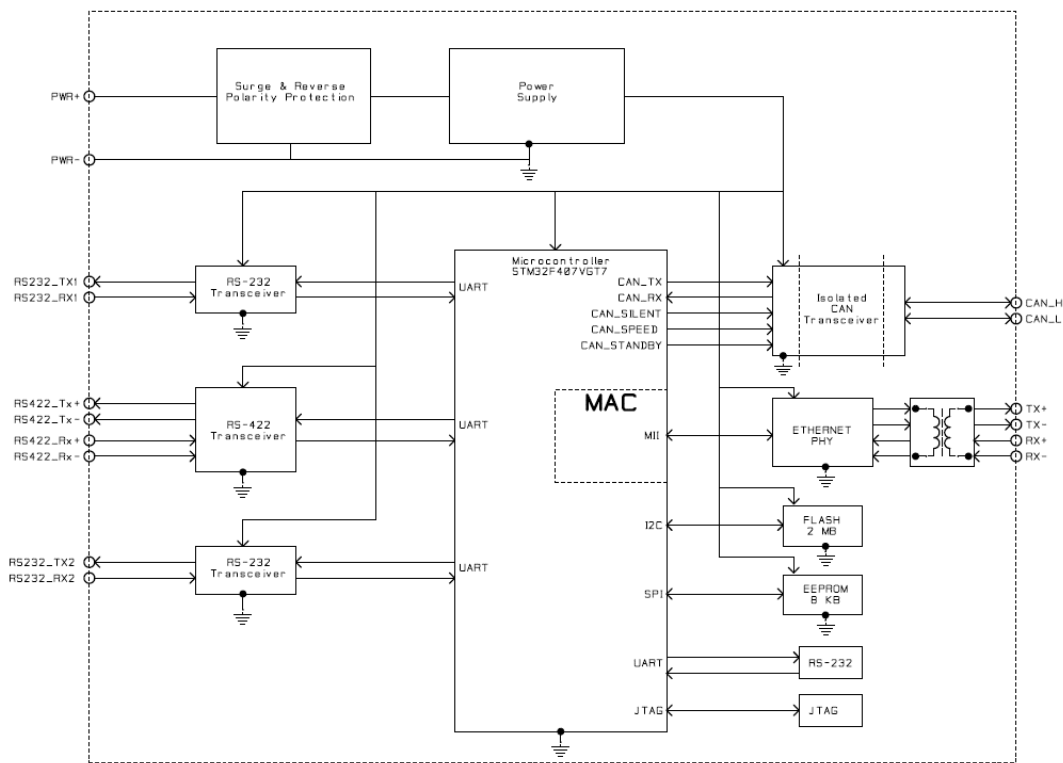 Surge & Reverse
Polarity Protection
Power
Supply
PWR+
PWR-
Microcontroller
STM32F407VGT7
RS232_TX1
RS232_RX1
RS-232
Transceiver
UART
CAN_TX
CAN_RX
CAN_SILENT
CAN_SPEED
CAN_STANDBY
Isolated
CAN
Transceiver
CAN_H
CAN_L
RS422_Tx+
RS422_Tx-
RS422_Rx+
RS422_Rx-
RS-422
Transceiver
UART
MAC
MII
ETHERNET
PHY
TX+
TX-
RX+
RX-
I2C
FLASH
2 MB
RS232_TX2
RS232_RX2
RS-232
Transceiver
UART
SPI
EEPROM
8 KB
UART
RS-232
JTAG
JTAG